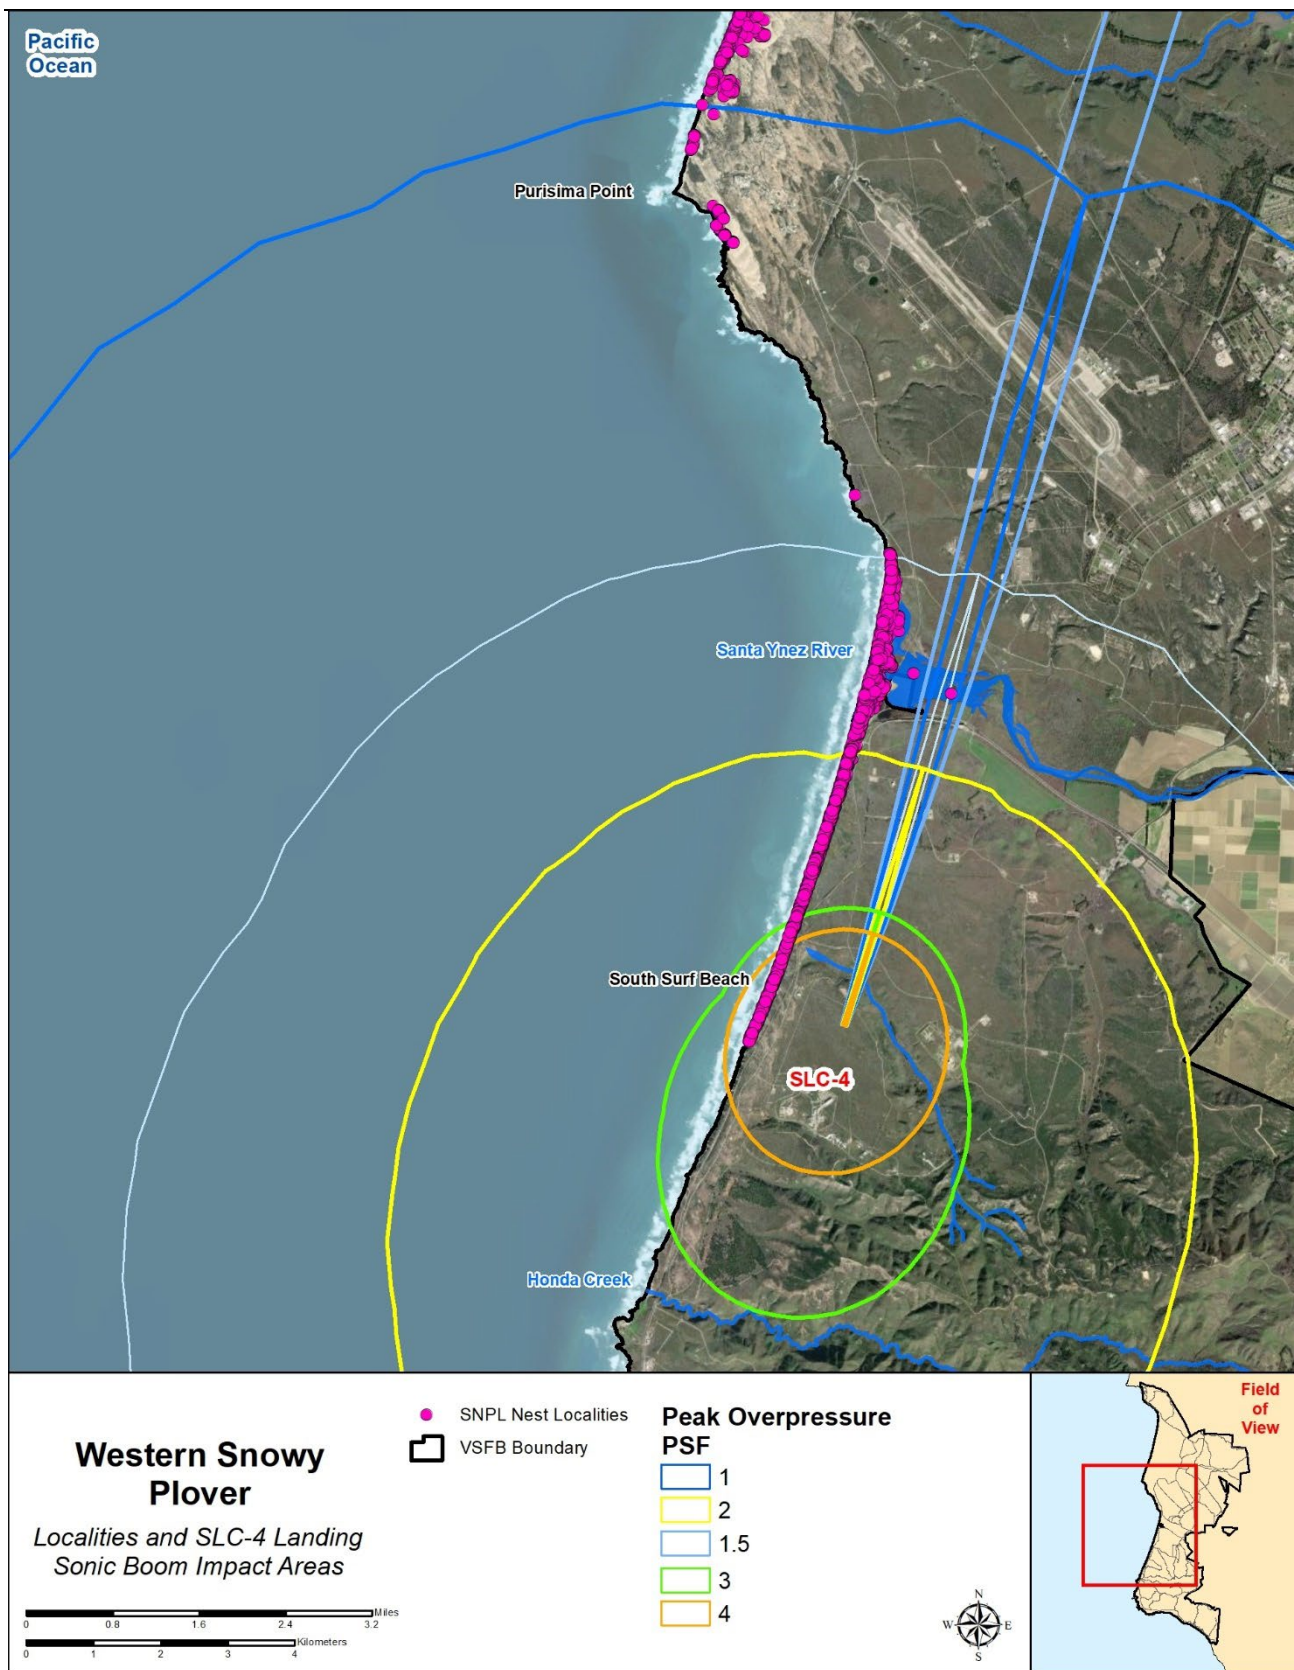 Pacific
Ocean
Purisima Point
Santa Ynez River
South Surf Beach
SLC-4
Honda Creek
Western Snowy
Plover
Localities and SLC-4 Landing
Sonic Boom Impact Areas
0 0.8 1.6 2.4 3.2 Miles
0 1 2 3 4 Kilometers
SNPL Nest Localities
VSFB Boundary
Peak Overpressure
PSF
1
2
1.5
3
4
N
W E
S
Field
of
View